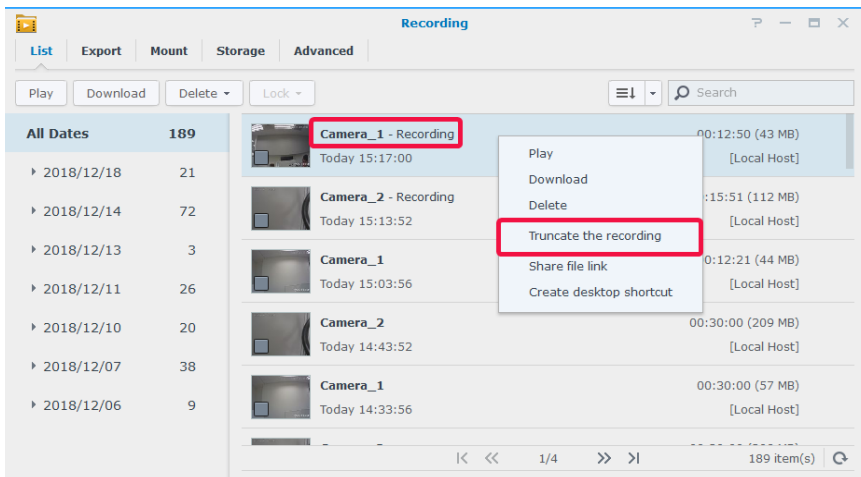 Recording
List Export Mount Storage Advanced
Play Download Delete Lock Search
All Dates 189
2018/12/18 21
2018/12/14 72
2018/12/13 3
2018/12/11 26
2018/12/10 20
2018/12/07 38
2018/12/06 9
Camera_1 - Recording 00:12:50 (43 MB)
Today 15:17:00 [Local Host]
Camera_2 - Recording :15:51 (112 MB)
Today 15:13:52 [Local Host]
Camera_1 0:12:21 (44 MB)
Today 15:03:56 [Local Host]
Camera_2 00:30:00 (209 MB)
Today 14:43:52 [Local Host]
Camera_1 00:30:00 (57 MB)
Today 14:33:56 [Local Host]
Play
Download
Delete
Truncate the recording
Share file link
Create desktop shortcut
1/4 189 item(s)